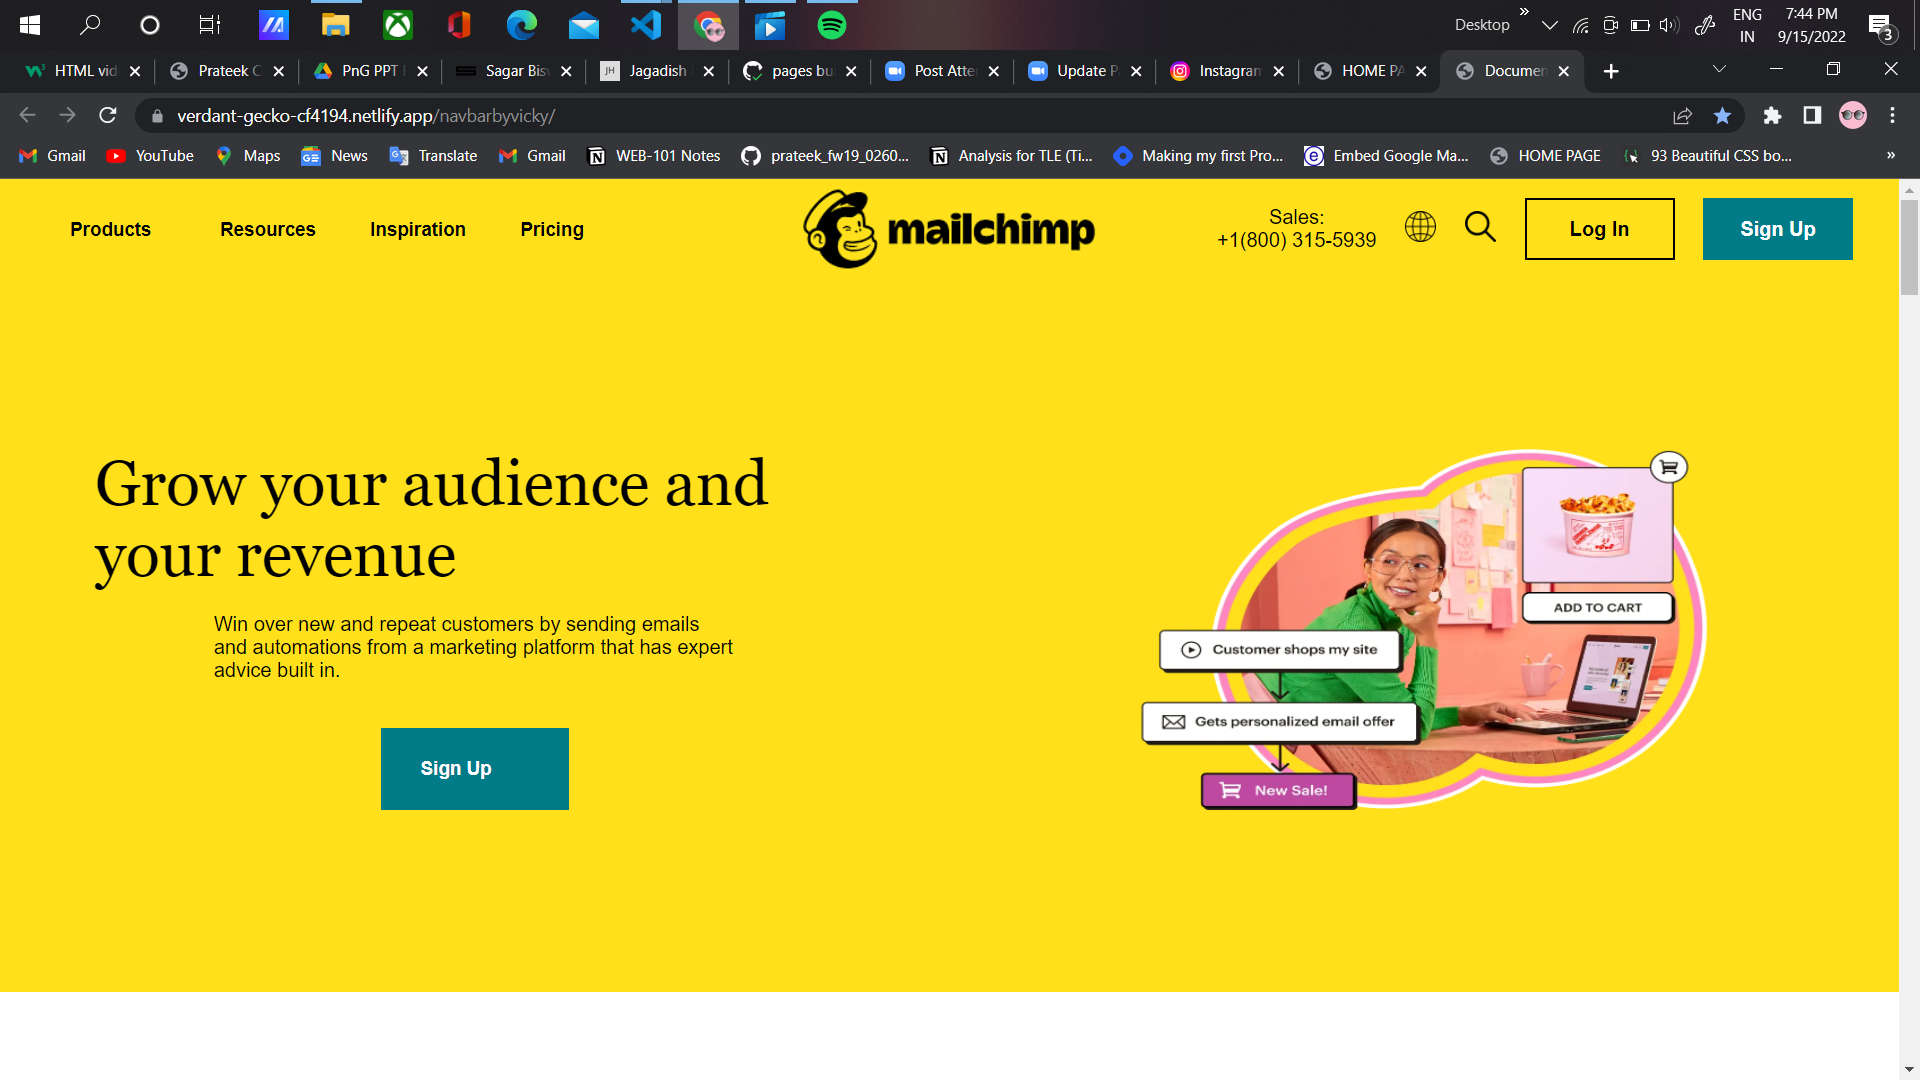 Desktop
ENG
IN
7:44 PM
9/15/2022
3
HTML vid
Prateek C
PnG PPT
Sagar Bis
Jagadish
pages bu
Post Atte
Update P
Instagram
HOME PA
Documen
verdant-gecko-cf4194.netlify.app/navbarbyvicky/
Gmail
YouTube
Maps
News
Translate
Gmail
WEB-101 Notes
prateek_fw19_0260...
Analysis for TLE (Ti...
Making my first Pro...
Embed Google Ma...
HOME PAGE
93 Beautiful CSS bo...
»
Products
Resources
Inspiration
Pricing
mailchimp
Sales:
+1(800) 315-5939
Log In
Sign Up
Grow your audience and
your revenue
Win over new and repeat customers by sending emails
and automations from a marketing platform that has expert
advice built in.
Sign Up
ADD TO CART
Customer shops my site
Gets personalized email offer
New Sale!